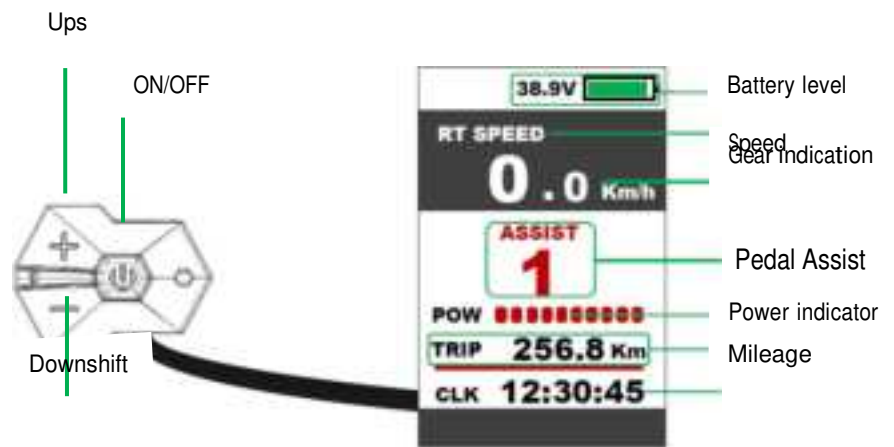 Ups
ON/OFF
Downshift
38.9V
RT SPEED
0.0 Km/h
ASSIST
1
POW
TRIP 256.8 Km
CLK 12:30:45
Battery level
Speed
Gear indication
Pedal Assist
Power indicator
Mileage